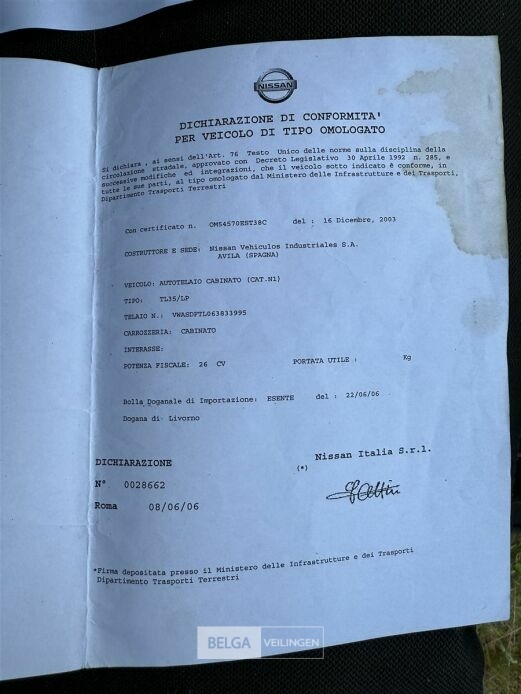 NISSAN
DICHIARAZIONE DI CONFORMITA'
PER VEICOLO DI TIPO OMOLOGATO
Si dichiara , ai sensi dell'Art. 76 Testo Unico delle norme sulla disciplina della
circolazione stradale, approvato con Decreto Legislativo 30 Aprile 1992 n. 285, e
successive modifiche ed integrazioni, che il veicolo sotto indicato è conforme, in
tutte le sue parti, al tipo omologato dal Ministero delle Infrastrutture e dei Trasporti,
Dipartimento Trasporti Terrestri
Con certificato n. OM54570EST38C del : 16 Dicembre, 2003
COSTRUTTORE E SEDE: Nissan Vehiculos Industriales S.A.
AVILA (SPAGNA)
VEICOLO: AUTOTELAIO CABINATO (CAT.N1)
TIPO: TL35/LP
TELAIO N.: VWASDFTL063833995
CARROZZERIA: CABINATO
INTERASSE:
POTENZA FISCALE: 26 CV PORTATA UTILE : Kg
Bolla Doganale di Importazione: ESENTE del : 22/06/06
Dogana di Livorno
Nissan Italia S.r.l.
DICHIARAZIONE (*)
N° 0028662
Roma 08/06/06
*Firma depositata presso il Ministero delle Infrastrutture e dei Trasporti
Dipartimento Trasporti Terrestri
BELGA VEILINGEN